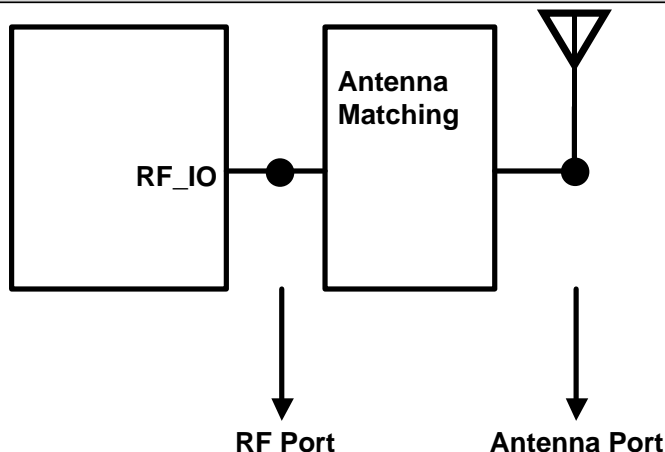 Antenna
Matching
RF_IO
RF Port
Antenna Port